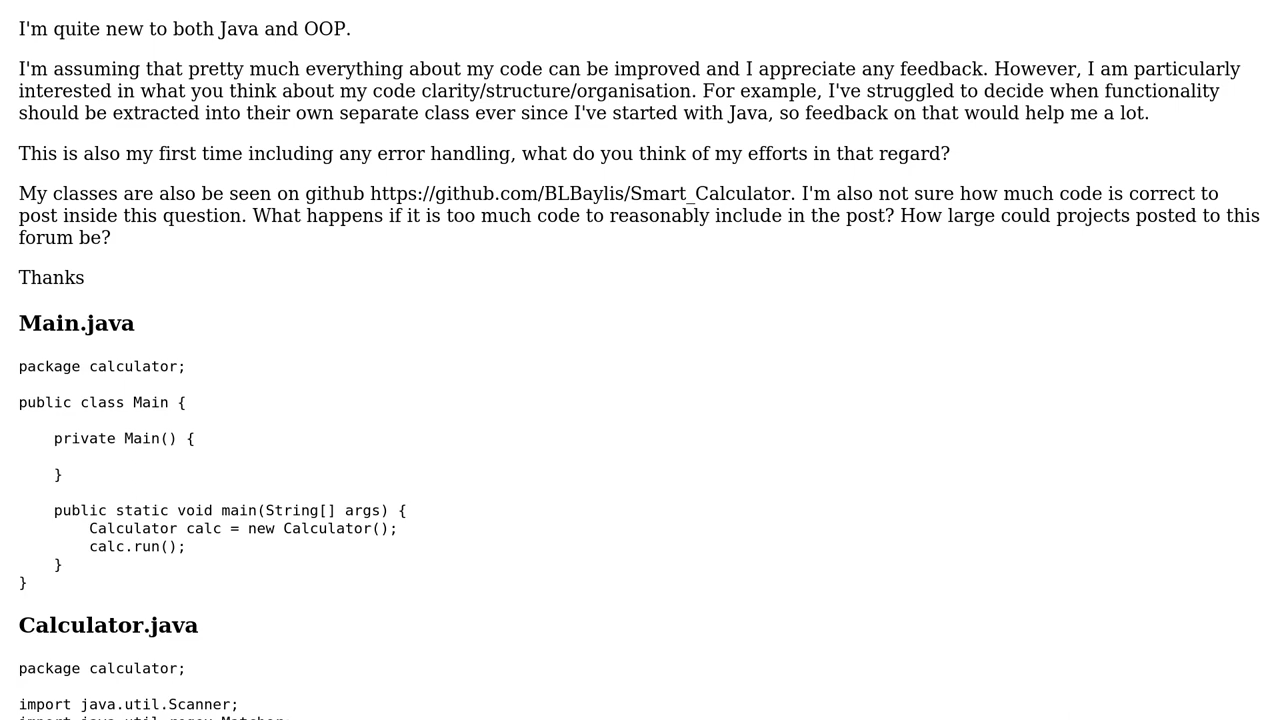 I'm quite new to both Java and OOP.
I'm assuming that pretty much everything about my code can be improved and I appreciate any feedback. However, I am particularly
interested in what you think about my code clarity/structure/organisation. For example, I've struggled to decide when functionality
should be extracted into their own separate class ever since I've started with Java, so feedback on that would help me a lot.
This is also my first time including any error handling, what do you think of my efforts in that regard?
My classes are also be seen on github https://github.com/BLBaylis/Smart_Calculator. I'm also not sure how much code is correct to
post inside this question. What happens if it is too much code to reasonably include in the post? How large could projects posted to this
forum be?
Thanks
Main.java
package calculator;
public class Main {
    private Main() {
    }
    public static void main(String[] args) {
        Calculator calc = new Calculator();
        calc.run();
    }
}
Calculator.java
package calculator;
import java.util.Scanner;
import java.util.regex.Matcher;